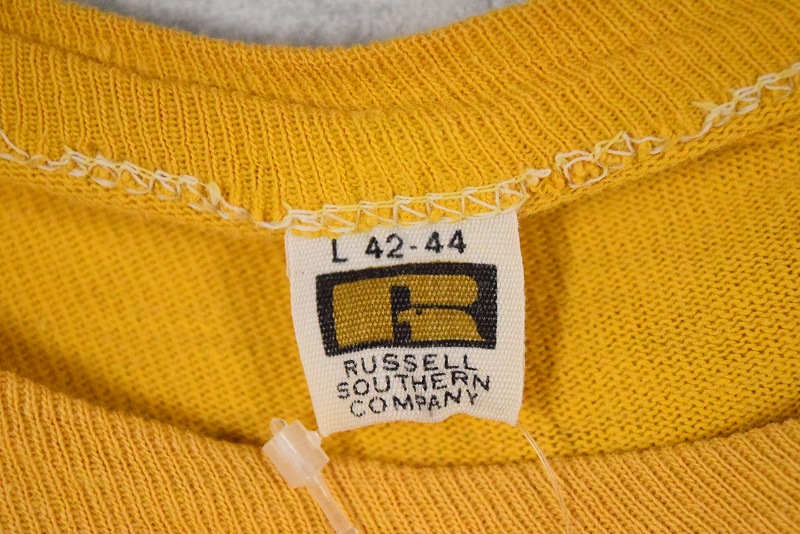 L 42-44
R
RUSSELL
SOUTHERN
COMPANY